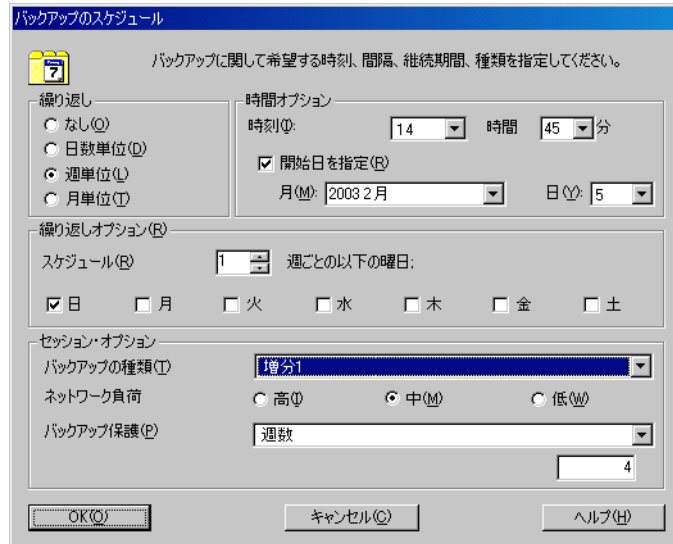 バックアップのスケジュール
7
バックアップに関して希望する時刻、間隔、継続期間、種類を指定してください。
繰り返し
なし(O)
日数単位(D)
週単位(L)
月単位(T)
時間オプション
時刻(I): 14 時間 45 分
開始日を指定(R)
月(M): 2003 2月 日(Y): 5
繰り返しオプション(R)
スケジュール(R) 1 週ごとの以下の曜日:
日 月 火 水 木 金 土
セッション・オプション
バックアップの種類(T) 増分1
ネットワーク負荷 高(I) 中(M) 低(W)
バックアップ保護(P) 週数
4
OK(O) キャンセル(C) ヘルプ(H)